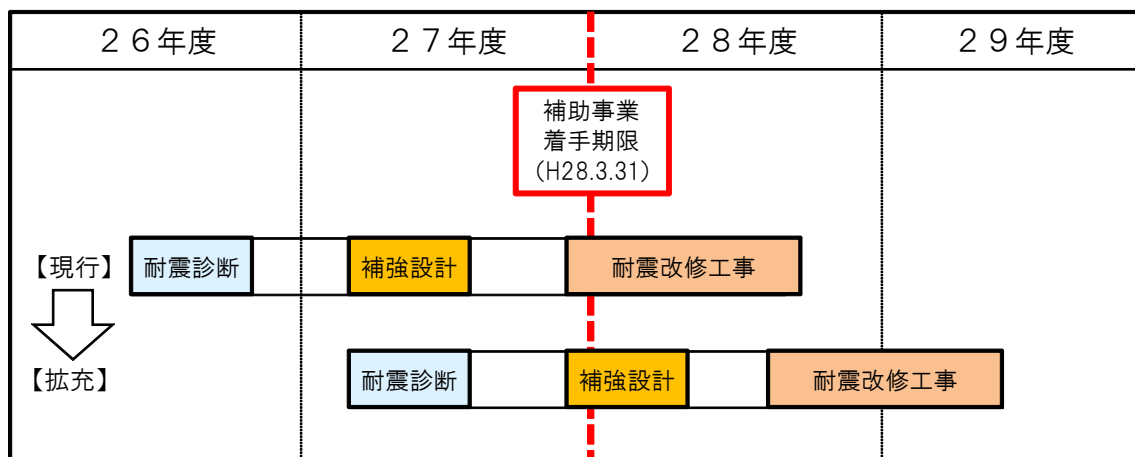 ２６年度
２７年度
２８年度
２９年度
補助事業
着手期限
（H28.3.31）
【現行】
耐震診断
補強設計
耐震改修工事
【拡充】
耐震診断
補強設計
耐震改修工事